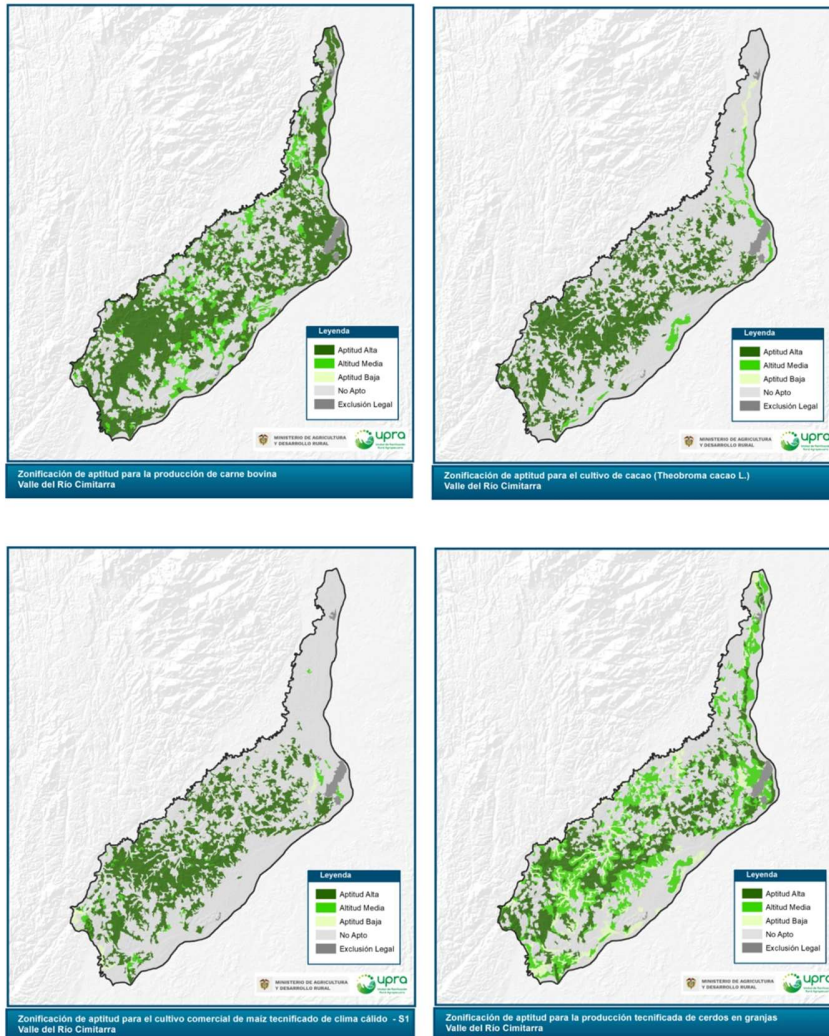 Leyenda
Aptitud Alta
Altitud Media
Aptitud Baja
No Apto
Exclusión Legal
MINISTERIO DE AGRICULTURA
Y DESARROLLO RURAL
upra
Zonificación de aptitud para la producción de carne bovina
Valle del Río Cimitarra
Leyenda
Aptitud Alta
Altitud Media
Aptitud Baja
No Apto
Exclusión Legal
MINISTERIO DE AGRICULTURA
Y DESARROLLO RURAL
upra
Zonificación de aptitud para el cultivo de cacao (Theobroma cacao L.)
Valle del Río Cimitarra
Leyenda
Aptitud Alta
Altitud Media
Aptitud Baja
No Apto
Exclusión Legal
MINISTERIO DE AGRICULTURA
Y DESARROLLO RURAL
upra
Zonificación de aptitud para el cultivo comercial de maíz tecnificado de clima cálido - S1
Valle del Río Cimitarra
Leyenda
Aptitud Alta
Altitud Media
Aptitud Baja
No Apto
Exclusión Legal
MINISTERIO DE AGRICULTURA
Y DESARROLLO RURAL
upra
Zonificación de aptitud para la producción tecnificada de cerdos en granjas
Valle del Río Cimitarra